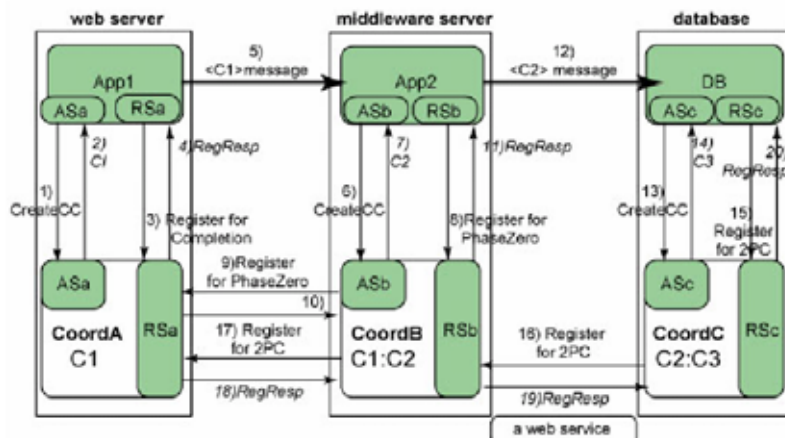 web server
middleware server
database
5)
<C1>message
12)
<C2> message
App1
App2
DB
ASa
RSa
ASb
RSb
ASc
RSc
2)
C1
4)RegResp
7)
C2
11)RegResp
14)
C3
20)
RegResp
1)
CreateCC
3) Register for
Completion
6)
CreateCC
8)Register for
PhaseZero
13)
CreateCC
15)
Register
for 2PC
9)Register
for PhaseZero
10)
ASa
RSa
CoordA
C1
17) Register
for 2PC
18)RegResp
ASb
RSb
CoordB
C1:C2
16) Register
for 2PC
19)RegResp
ASc
RSc
CoordC
C2:C3
a web service